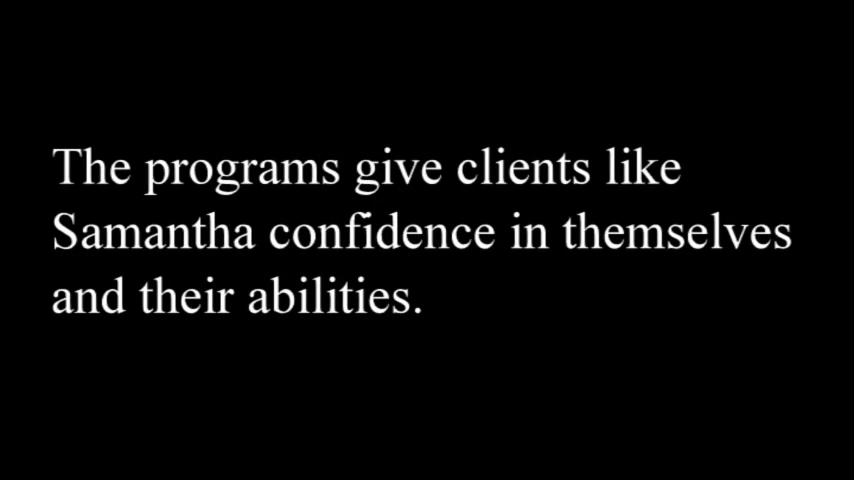 The programs give clients like
Samantha confidence in themselves
and their abilities.